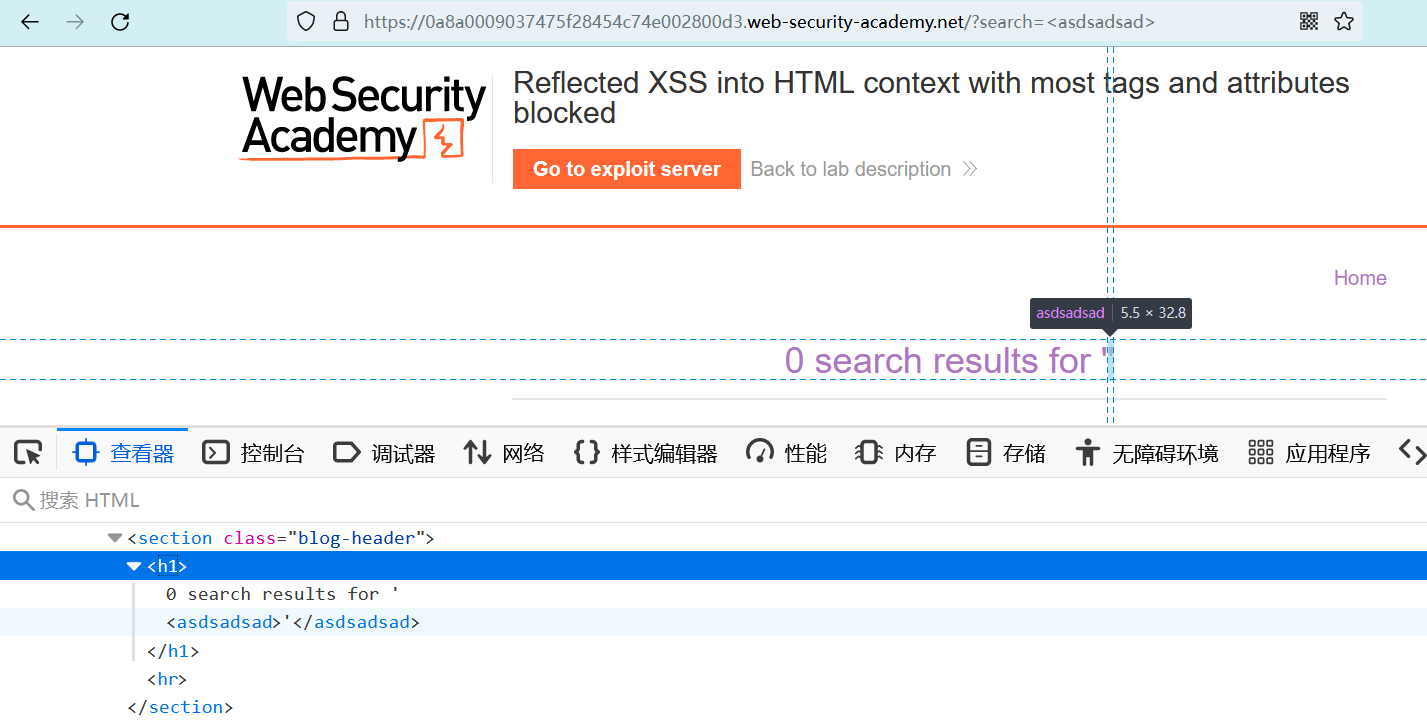 https://0a8a0009037475f28454c74e002800d3.web-security-academy.net/?search=<asdsadsad>
Web Security
Academy
Reflected XSS into HTML context with most tags and attributes
blocked
Go to exploit server
Back to lab description
Home
asdsadsad 5.5 × 32.8
0 search results for '
查看器 控制台 调试器 网络 样式编辑器 性能 内存 存储 无障碍环境 应用程序
搜索 HTML
<section class="blog-header">
<h1>
0 search results for '
<asdsadsad>'</asdsadsad>
</h1>
<hr>
</section>